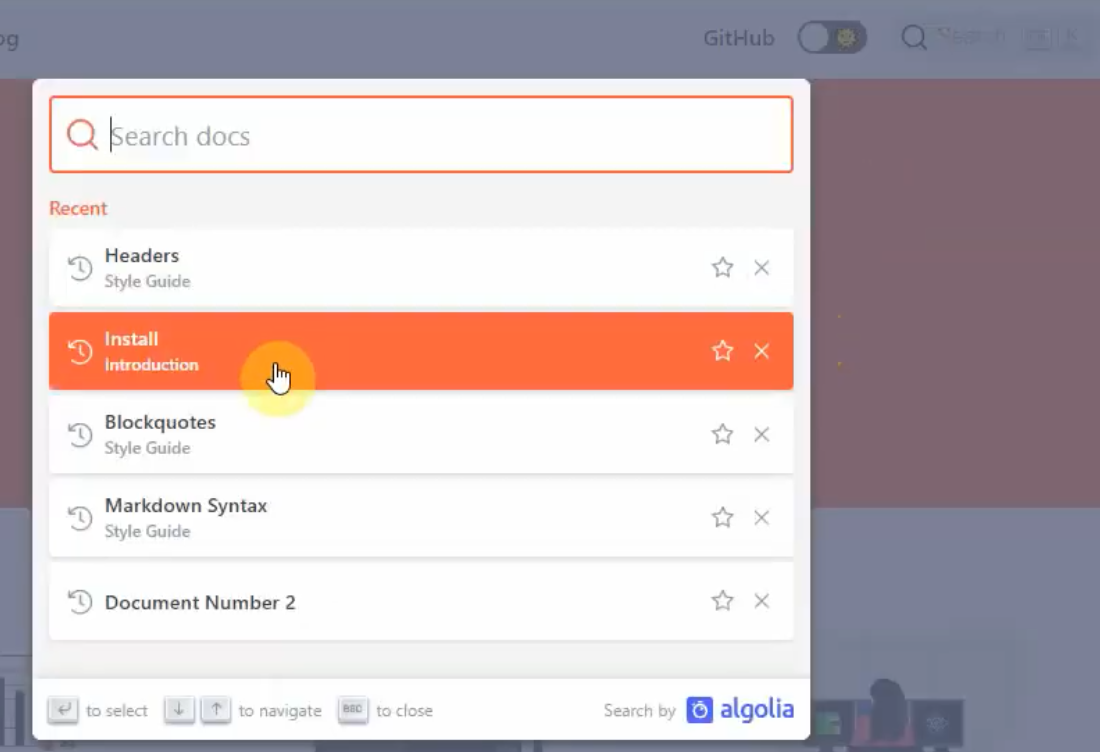 og
GitHub
Search
Search docs
Recent
Headers
Style Guide
Install
Introduction
Blockquotes
Style Guide
Markdown Syntax
Style Guide
Document Number 2
to select
to navigate
to close
Search by algolia